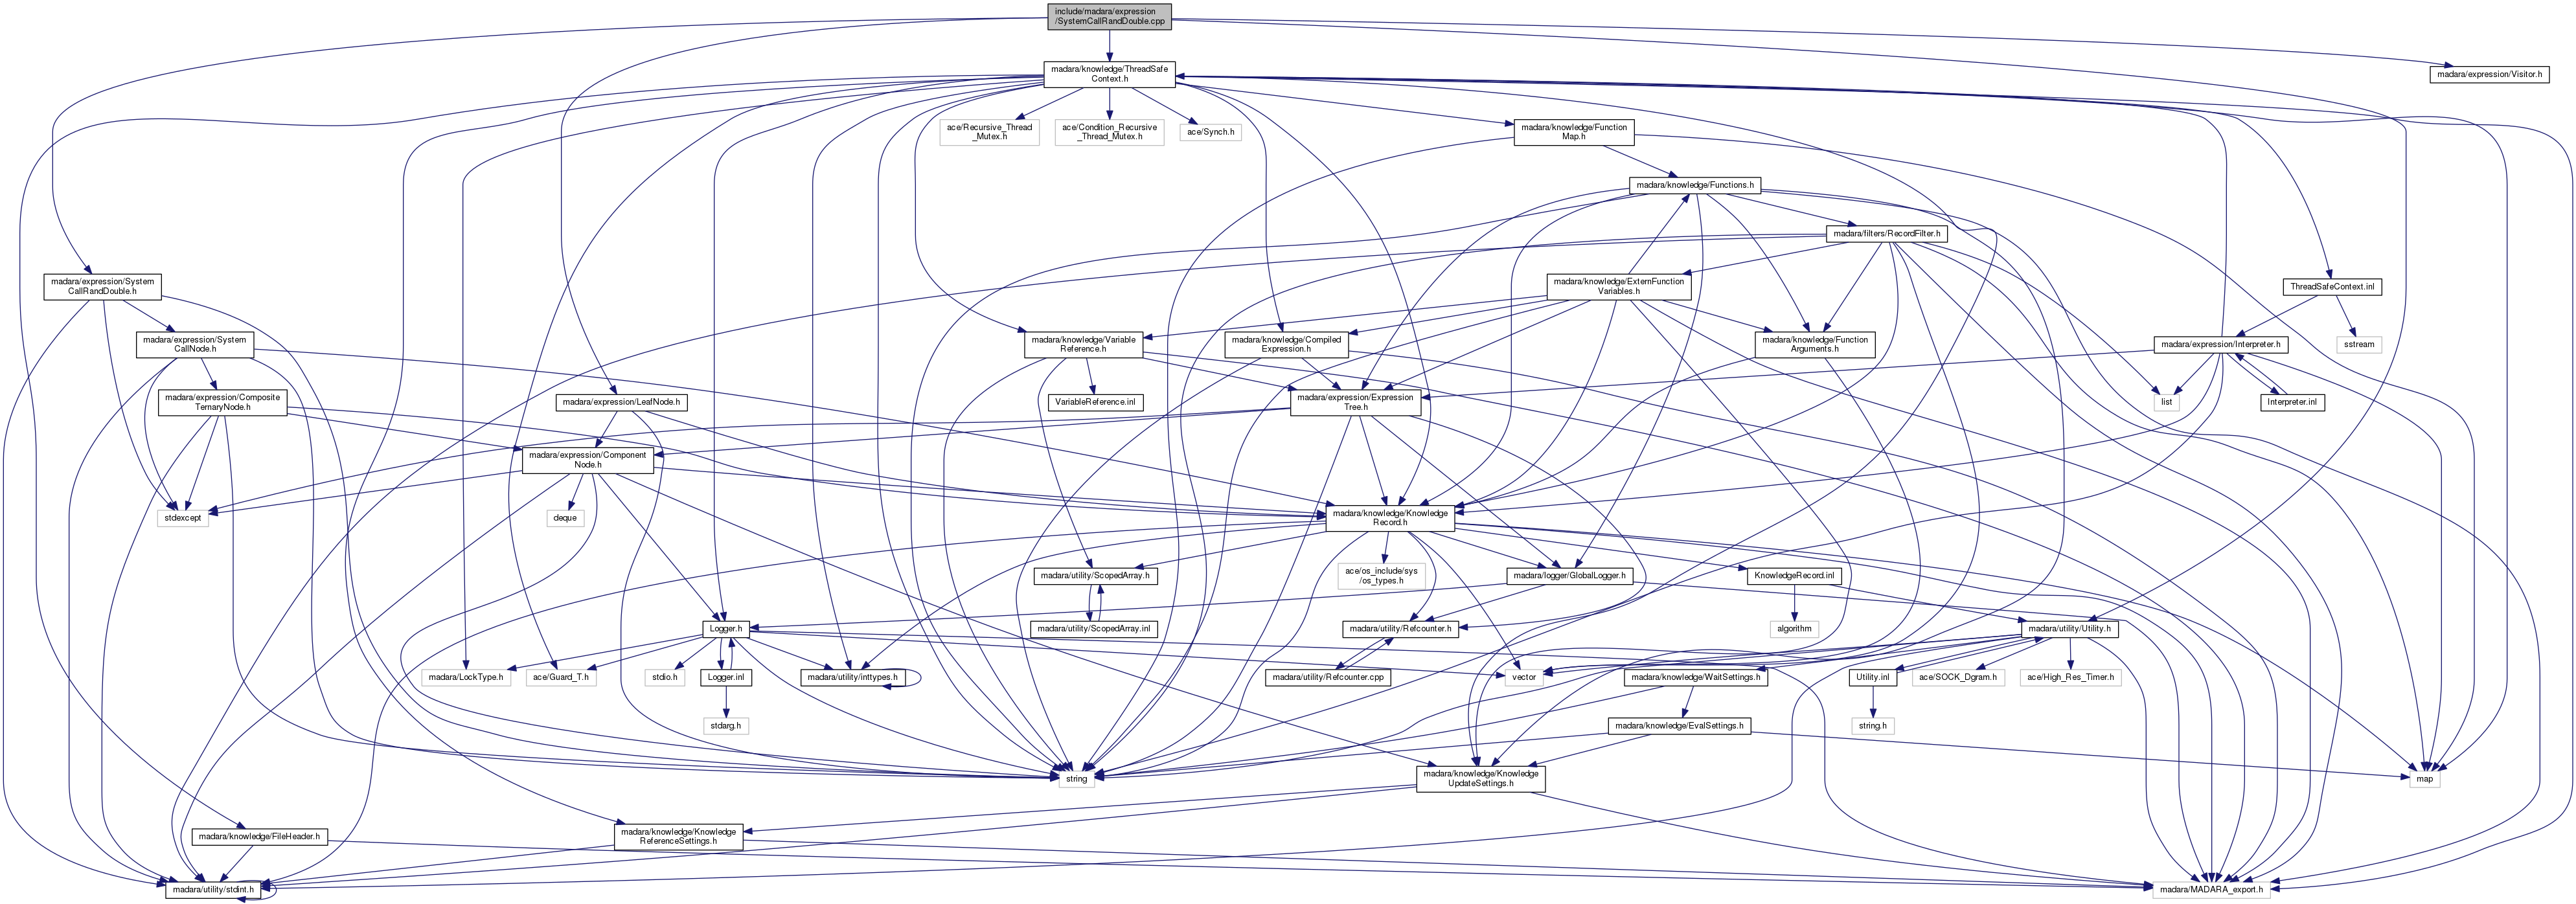 include/madara/expression
/SystemCallRandDouble.cpp
madara/knowledge/ThreadSafe
Context.h
madara/expression/Visitor.h
ace/Recursive_Thread
_Mutex.h
ace/Condition_Recursive
_Thread_Mutex.h
ace/Synch.h
madara/knowledge/Function
Map.h
madara/knowledge/Functions.h
madara/filters/RecordFilter.h
madara/expression/System
CallRandDouble.h
madara/knowledge/ExternFunction
Variables.h
ThreadSafeContext.inl
madara/expression/System
CallNode.h
madara/knowledge/Variable
Reference.h
madara/knowledge/Compiled
Expression.h
madara/knowledge/Function
Arguments.h
madara/expression/Interpreter.h
sstream
madara/expression/Composite
TernaryNode.h
madara/expression/LeafNode.h
VariableReference.inl
madara/expression/Expression
Tree.h
list
Interpreter.inl
madara/expression/Component
Node.h
stdexcept
deque
madara/knowledge/Knowledge
Record.h
madara/utility/ScopedArray.h
ace/os_include/sys
/os_types.h
madara/logger/GlobalLogger.h
KnowledgeRecord.inl
Logger.h
madara/utility/ScopedArray.inl
madara/utility/Refcounter.h
algorithm
madara/utility/Utility.h
madara/LockType.h
ace/Guard_T.h
stdio.h
Logger.inl
madara/utility/inttypes.h
madara/utility/Refcounter.cpp
vector
madara/knowledge/WaitSettings.h
Utility.inl
ace/SOCK_Dgram.h
ace/High_Res_Timer.h
stdarg.h
madara/knowledge/EvalSettings.h
string.h
string
madara/knowledge/Knowledge
UpdateSettings.h
map
madara/knowledge/FileHeader.h
madara/knowledge/Knowledge
ReferenceSettings.h
madara/utility/stdint.h
madara/MADARA_export.h